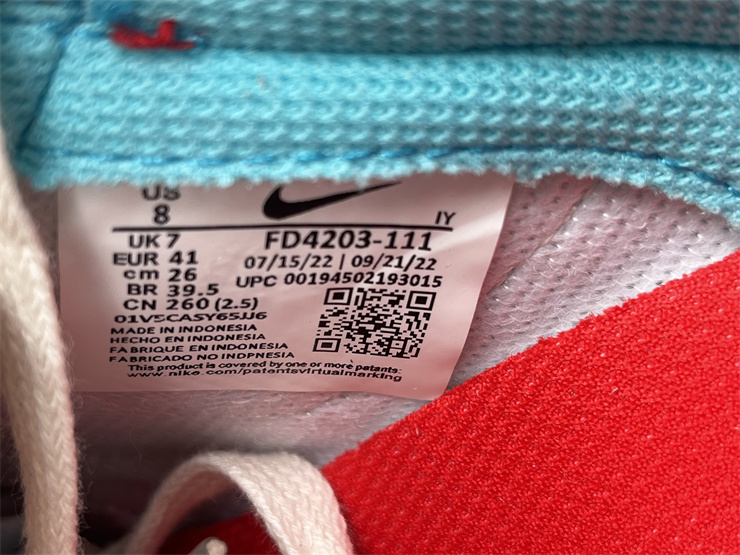 US
8
IY
UK 7
FD4203-111
EUR 41
07/15/22 | 09/21/22
cm 26
UPC 00194502193015
BR 39.5
CN 260 (2.5)
01V5CASY65JJ6
MADE IN INDONESIA
HECHO EN INDONESIA
FABRIQUE EN INDONESIA
FABRICADO NO INDPNESIA
This product is covered by one or more patents:
www.nike.com/patentsvirtualmarking